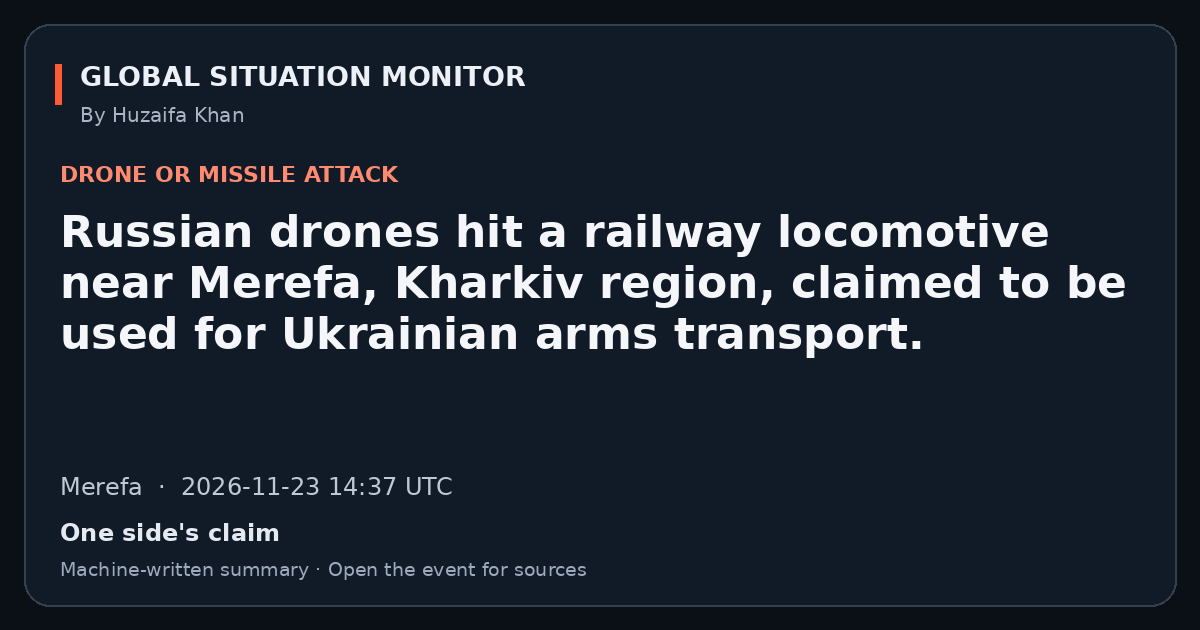 GLOBAL SITUATION MONITOR
By Huzaifa Khan
DRONE OR MISSILE ATTACK
Russian drones hit a railway locomotive
near Merefa, Kharkiv region, claimed to be
used for Ukrainian arms transport.
Merefa · 2026-11-23 14:37 UTC
One side's claim
Machine-written summary · Open the event for sources